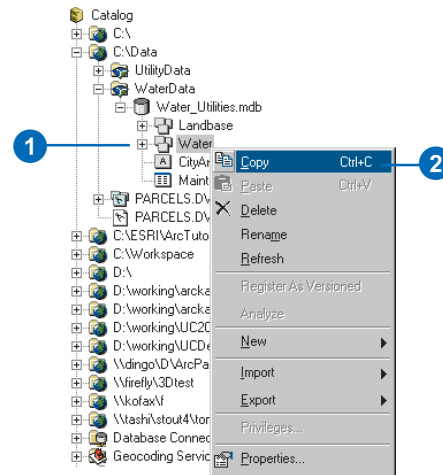 Catalog
C:\
C:\Data
UtilityData
WaterData
Water_Utilities.mdb
Landbase
1
Water
CityAr
Copy Ctrl+C
2
Maint
Paste Ctrl+V
PARCELS.DV
Delete
PARCELS.DV
Rename
C:\ESRI\ArcTuto
Refresh
C:\Workspace
D:\
Register As Versioned
D:\working\arcka
Analyze
D:\working\arcka
D:\working\UC20
New
D:\working\UCDe
Import
\\dingo\D\ArcPa
\\firefly\3Dtest
Export
\\kofax\f
\\tashi\stout4\tor
Privileges...
Database Connec
Geocoding Servic
Properties...